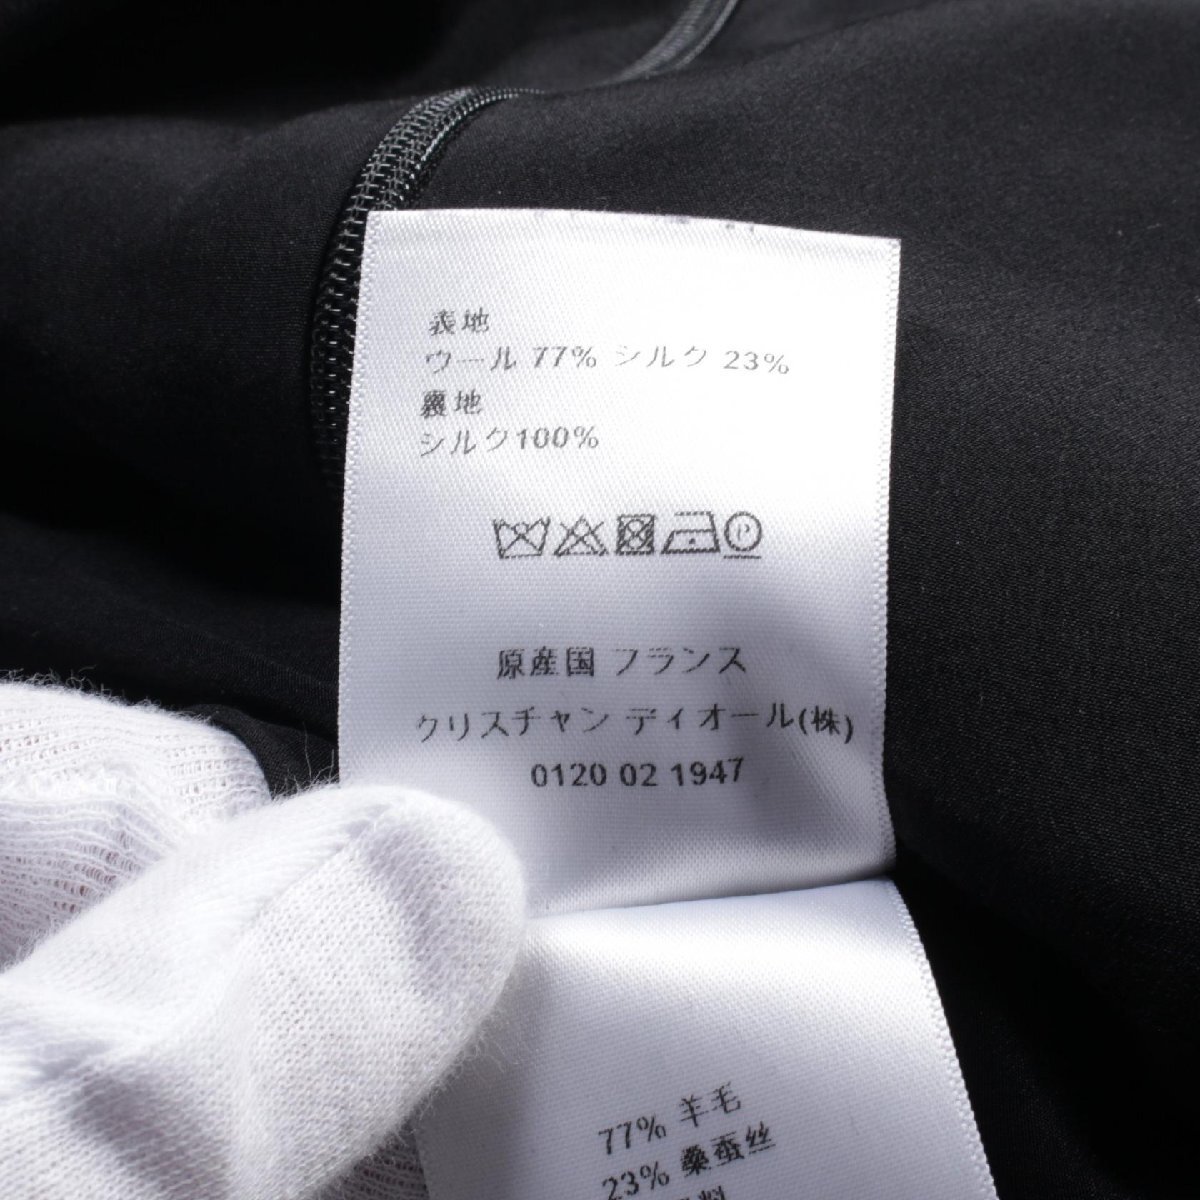 表地
ウール 77% シルク 23%
裏地
シルク100%
P
原産国 フランス
クリスチャン ディオール(株)
0120 02 1947
77% 羊毛
23% 桑蚕丝